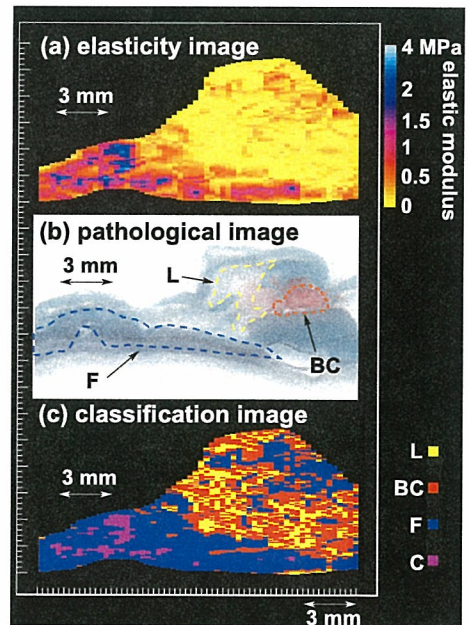 (a) elasticity image
3 mm
4 MPa
2
1.5
1
0.5
0
elastic modulus
(b) pathological image
3 mm
L
BC
F
(c) classification image
3 mm
L
BC
F
C
3 mm